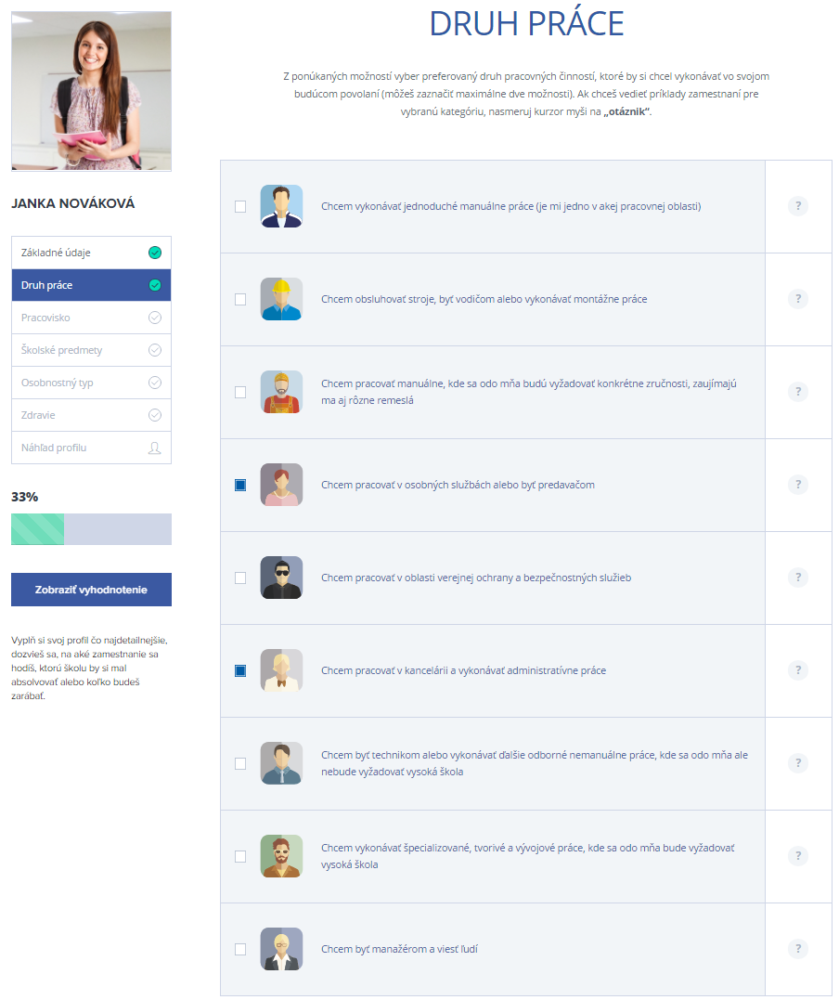 DRUH PRÁCE
Z ponúkaných možností vyber preferovaný druh pracovných činností, ktoré by si chcel vykonávať vo svojom
budúcom povolaní (môžeš zaznačiť maximálne dve možnosti). Ak chceš vedieť príklady zamestnaní pre
vybranú kategóriu, nasmeruj kurzor myši na „otáznik“.
JANKA NOVÁKOVÁ
Základné údaje
Druh práce
Pracovisko
Školské predmety
Osobnostný typ
Zdravie
Náhľad profilu
33%
Zobraziť vyhodnotenie
Vyplň si svoj profil čo najdetailnejšie,
dozvieš sa, na aké zamestnanie sa
hodíš, ktorú školu by si mal
absolvovať alebo koľko budeš
zarábať.
Chcem vykonávať jednoduché manuálne práce (je mi jedno v akej pracovnej oblasti)
?
Chcem obsluhovať stroje, byť vodičom alebo vykonávať montážne práce
?
Chcem pracovať manuálne, kde sa odo mňa budú vyžadovať konkrétne zručnosti, zaujímajú
ma aj rôzne remeslá
?
Chcem pracovať v osobných službách alebo byť predavačom
?
Chcem pracovať v oblasti verejnej ochrany a bezpečnostných služieb
?
Chcem pracovať v kancelárii a vykonávať administratívne práce
?
Chcem byť technikom alebo vykonávať ďalšie odborné nemanuálne práce, kde sa odo mňa ale
nebude vyžadovať vysoká škola
?
Chcem vykonávať špecializované, tvorivé a vývojové práce, kde sa odo mňa bude vyžadovať
vysoká škola
?
Chcem byť manažérom a viesť ľudí
?